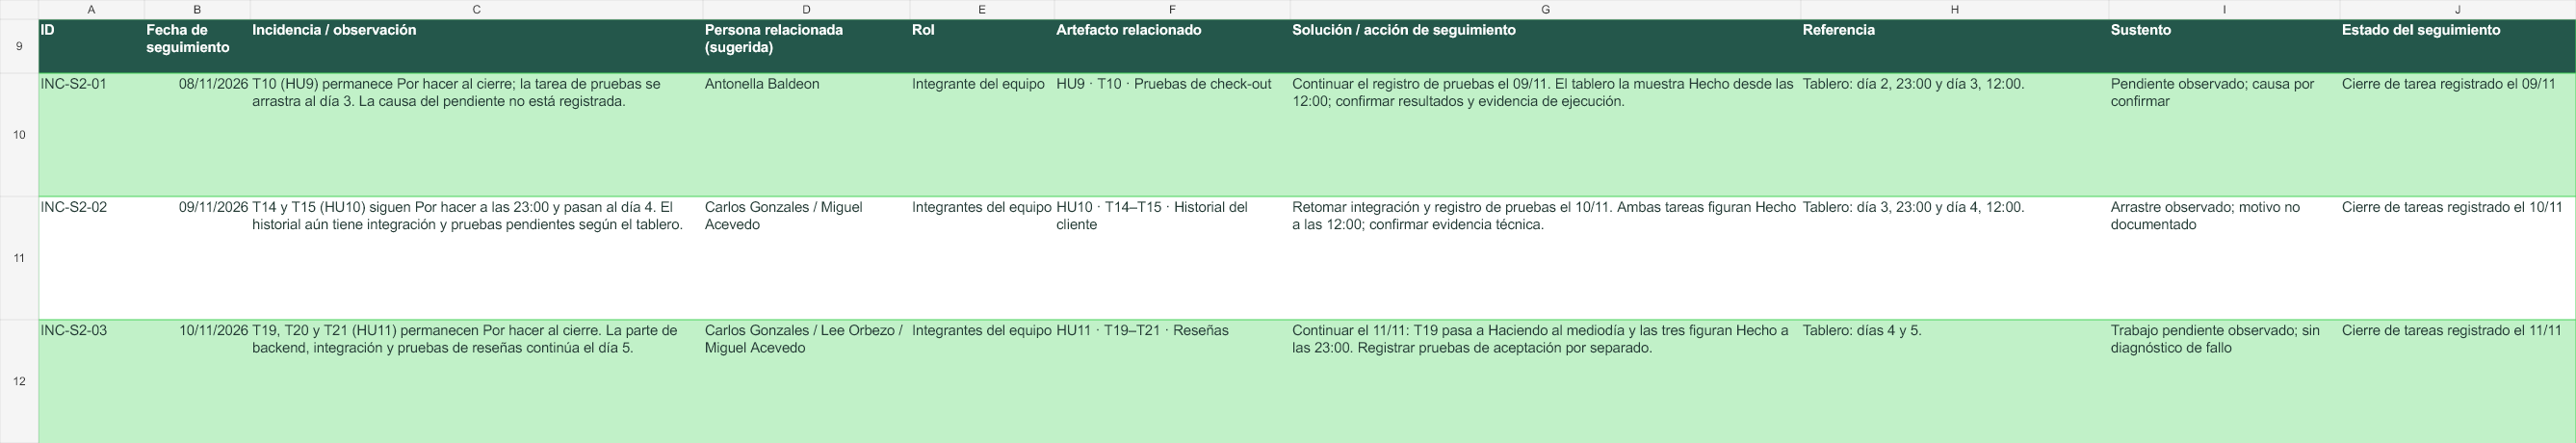 A B C D E F G H I J
9
ID
Fecha de
seguimiento
Incidencia / observación
Persona relacionada
(sugerida)
Rol
Artefacto relacionado
Solución / acción de seguimiento
Referencia
Sustento
Estado del seguimiento
10
INC-S2-01
08/11/2026
T10 (HU9) permanece Por hacer al cierre; la tarea de pruebas se
arrastra al día 3. La causa del pendiente no está registrada.
Antonella Baldeon
Integrante del equipo
HU9 · T10 · Pruebas de check-out
Continuar el registro de pruebas el 09/11. El tablero la muestra Hecho desde las
12:00; confirmar resultados y evidencia de ejecución.
Tablero: día 2, 23:00 y día 3, 12:00.
Pendiente observado; causa por
confirmar
Cierre de tarea registrado el 09/11
11
INC-S2-02
09/11/2026
T14 y T15 (HU10) siguen Por hacer a las 23:00 y pasan al día 4. El
historial aún tiene integración y pruebas pendientes según el tablero.
Carlos Gonzales / Miguel
Acevedo
Integrantes del equipo
HU10 · T14–T15 · Historial del
cliente
Retomar integración y registro de pruebas el 10/11. Ambas tareas figuran Hecho
a las 12:00; confirmar evidencia técnica.
Tablero: día 3, 23:00 y día 4, 12:00.
Arrastre observado; motivo no
documentado
Cierre de tareas registrado el 10/11
12
INC-S2-03
10/11/2026
T19, T20 y T21 (HU11) permanecen Por hacer al cierre. La parte de
backend, integración y pruebas de reseñas continúa el día 5.
Carlos Gonzales / Lee Orbezo /
Miguel Acevedo
Integrantes del equipo
HU11 · T19–T21 · Reseñas
Continuar el 11/11: T19 pasa a Haciendo al mediodía y las tres figuran Hecho a
las 23:00. Registrar pruebas de aceptación por separado.
Tablero: días 4 y 5.
Trabajo pendiente observado; sin
diagnóstico de fallo
Cierre de tareas registrado el 11/11